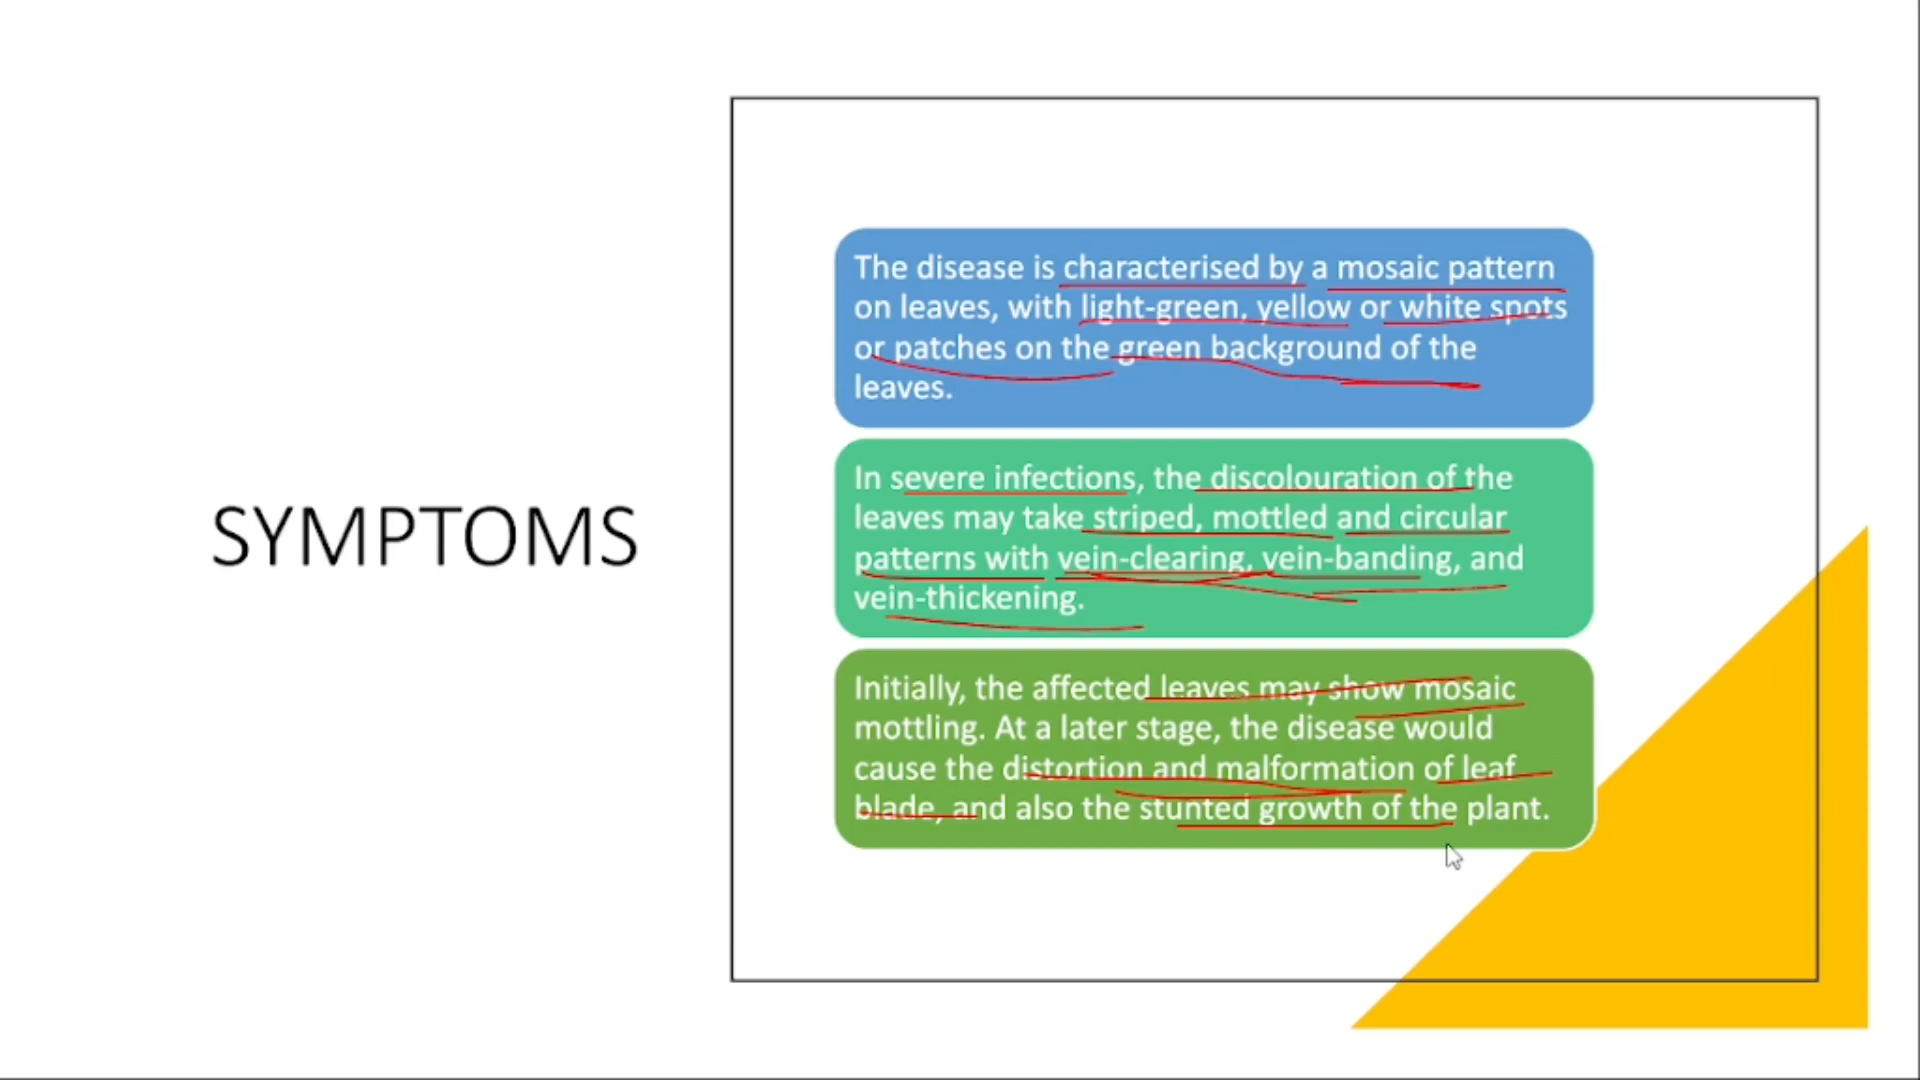 SYMPTOMS
The disease is characterised by a mosaic pattern
on leaves, with light-green, yellow or white spots
or patches on the green background of the
leaves.
In severe infections, the discolouration of the
leaves may take striped, mottled and circular
patterns with vein-clearing, vein-banding, and
vein-thickening.
Initially, the affected leaves may show mosaic
mottling. At a later stage, the disease would
cause the distortion and malformation of leaf
blade, and also the stunted growth of the plant.